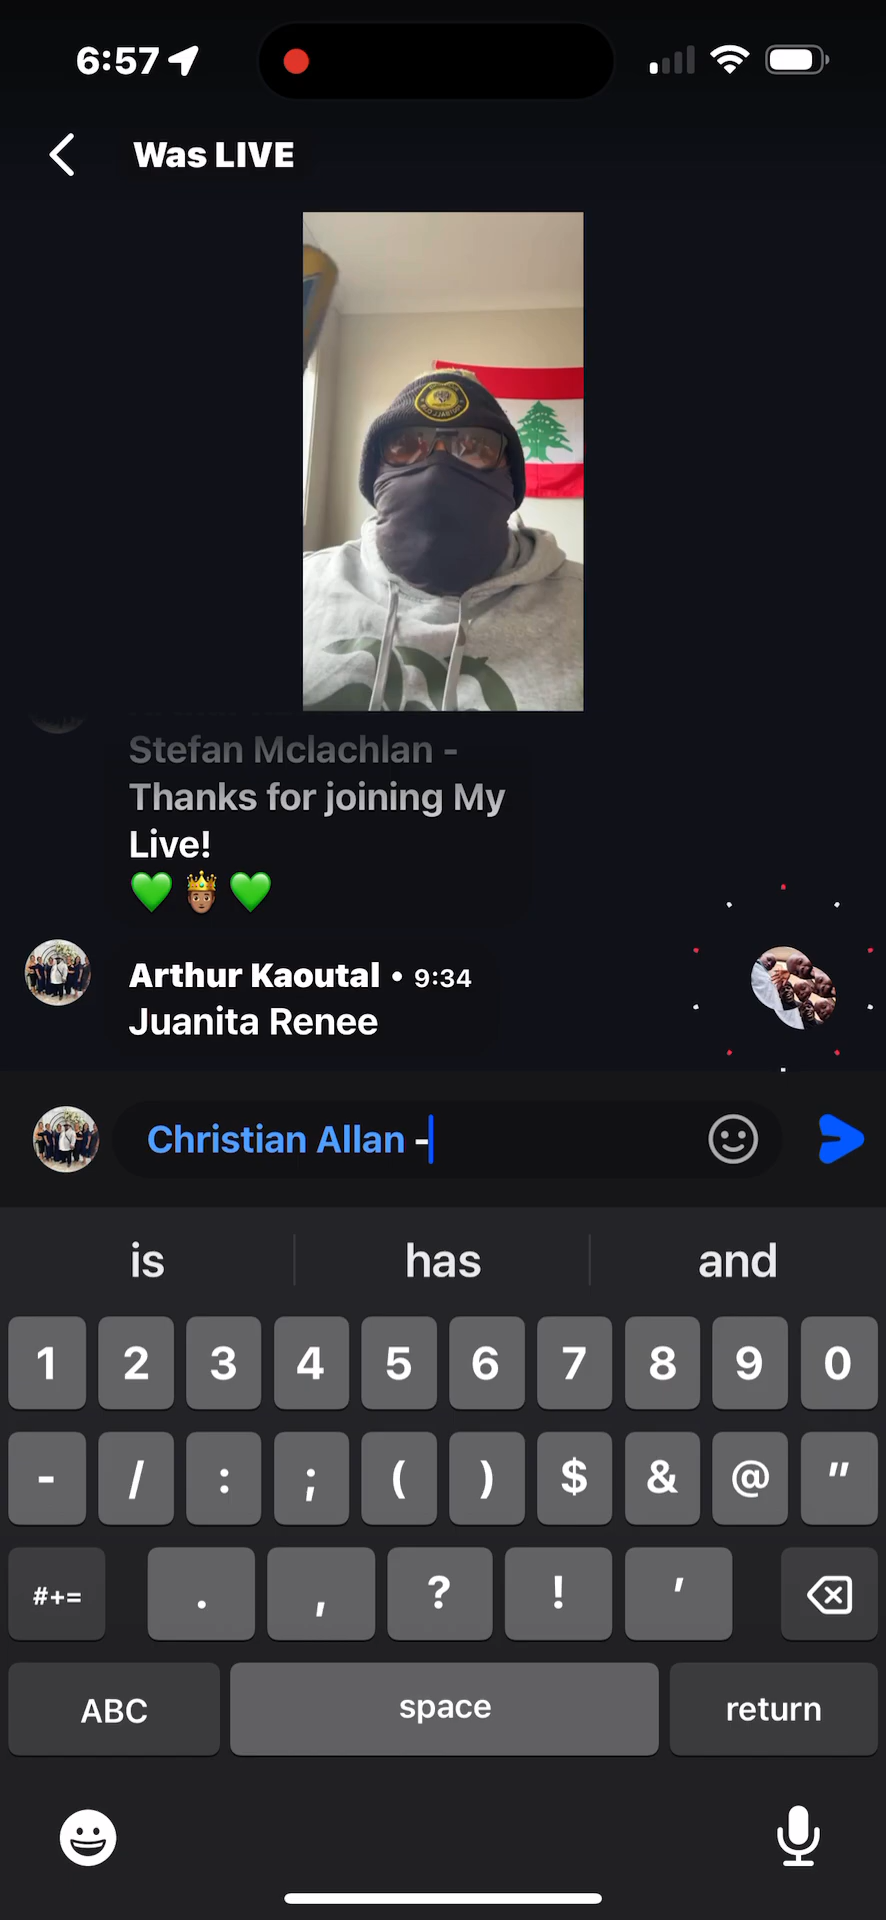 6:57
Was LIVE
Stefan Mclachlan -
Thanks for joining My
Live!
💚🤴🏽💚
Arthur Kaoutal • 9:34
Juanita Renee
Christian Allan -
is has and
1 2 3 4 5 6 7 8 9 0
- / : ; ( ) $ & @ "
#+= . , ? ! '
ABC space return